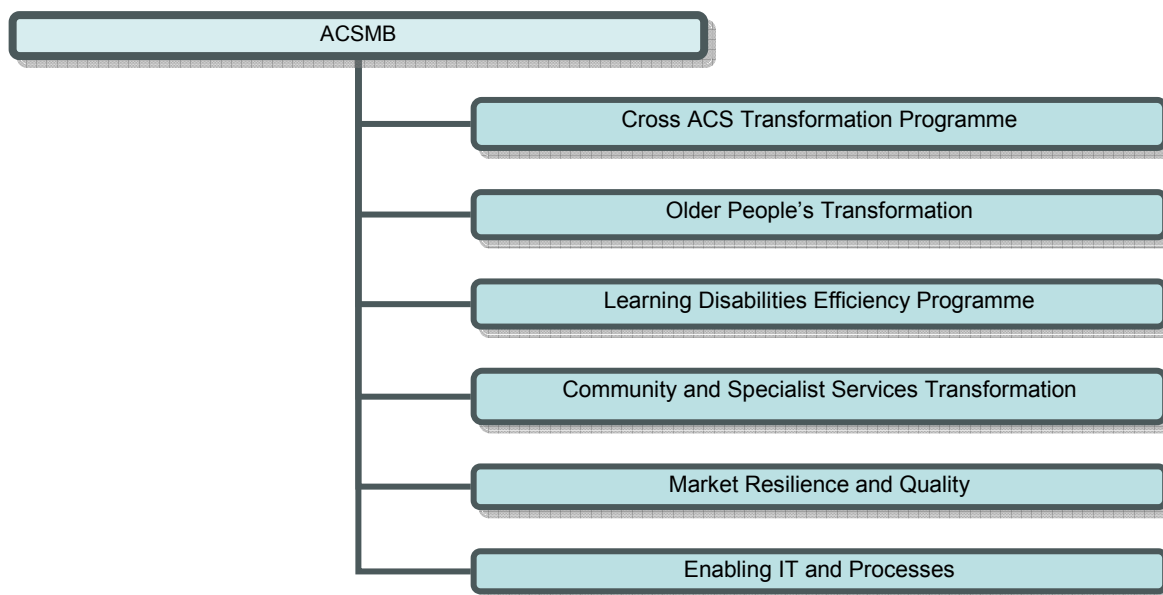 ACSMB
Cross ACS Transformation Programme
Older People’s Transformation
Learning Disabilities Efficiency Programme
Community and Specialist Services Transformation
Market Resilience and Quality
Enabling IT and Processes